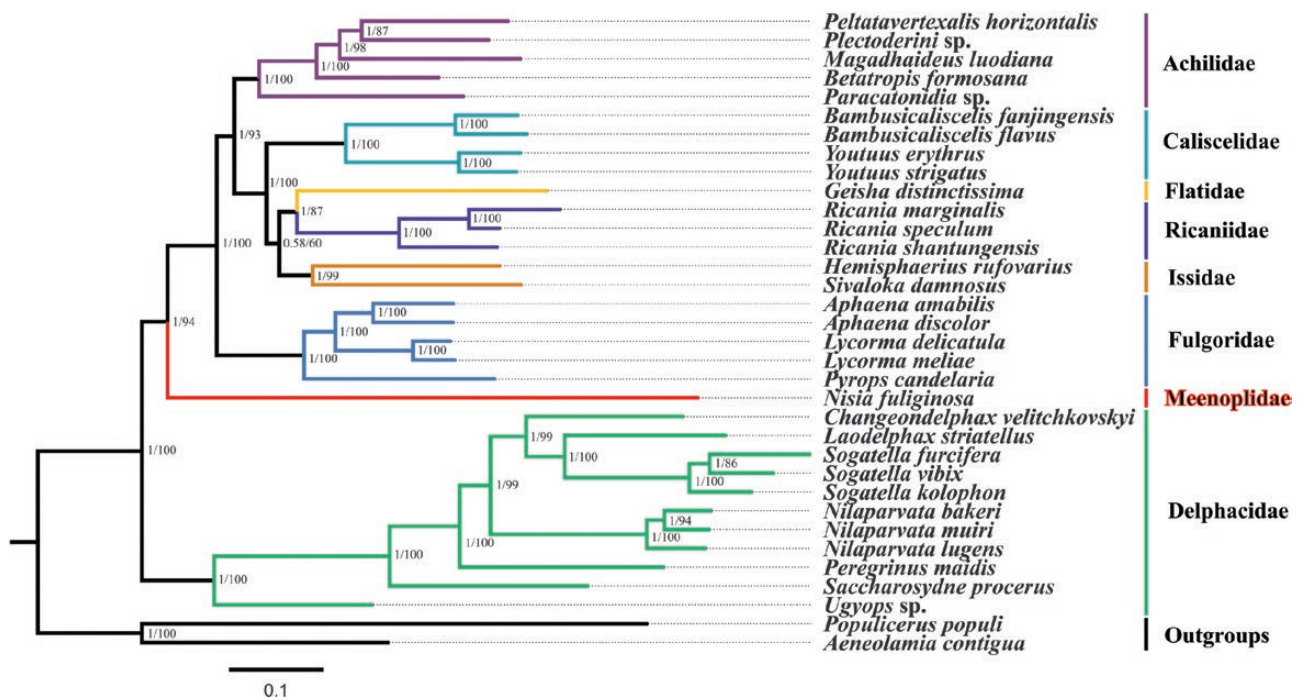 Peltatavertexalis horizontalis
1/87
Plectoderini sp.
1/98
Magadhaideus luodiana
Achilidae
1/100
1/100
Betatropis formosana
Paracatonidia sp.
Bambusicaliscelis fanjingensis
1/100
Bambusicaliscelis flavus
1/93
1/100
Caliscelidae
Youtuus erythrus
1/100
Youtuus strigatus
1/100
Geisha distinctissima
Flatidae
1/87
Ricania marginalis
1/100
Ricania speculum
Ricaniidae
1/100
0.58/60
1/100
Ricania shantungensis
Hemisphaerius rufovarius
1/99
Issidae
Sivaloka damnosus
Aphaena amabilis
1/100
Aphaena discolor
1/94
1/100
Fulgoridae
Lycorma delicatula
1/100
1/100
Lycorma meliae
Pyrops candelaria
Nisia fuliginosa
Meenoplidae
Changeondelphax velitchkovskyi
1/100
1/99
Laodelphax striatellus
1/100
Sogatella furcifera
1/86
Sogatella vibix
1/99
1/100
Sogatella kolophon
Nilaparvata bakeri
Delphacidae
1/94
Nilaparvata muiri
1/100
1/100
Nilaparvata lugens
1/100
Peregrinus maidis
1/100
Saccharosydne procerus
Ugyops sp.
Populicerus populi
1/100
Outgroups
Aeneolamia contigua
0.1